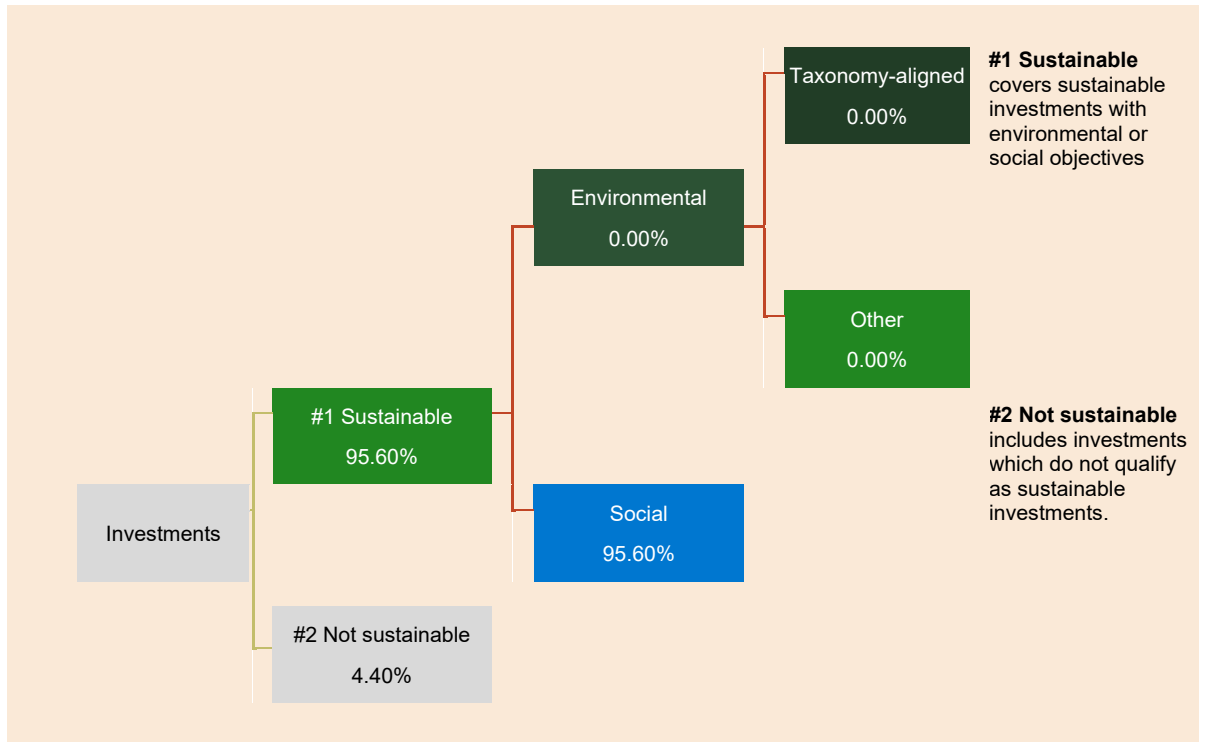 Taxonomy-aligned
0.00%
#1 Sustainable
covers sustainable
investments with
environmental or
social objectives
Environmental
0.00%
Other
0.00%
#1 Sustainable
95.60%
#2 Not sustainable
includes investments
which do not qualify
as sustainable
investments.
Investments
Social
95.60%
#2 Not sustainable
4.40%